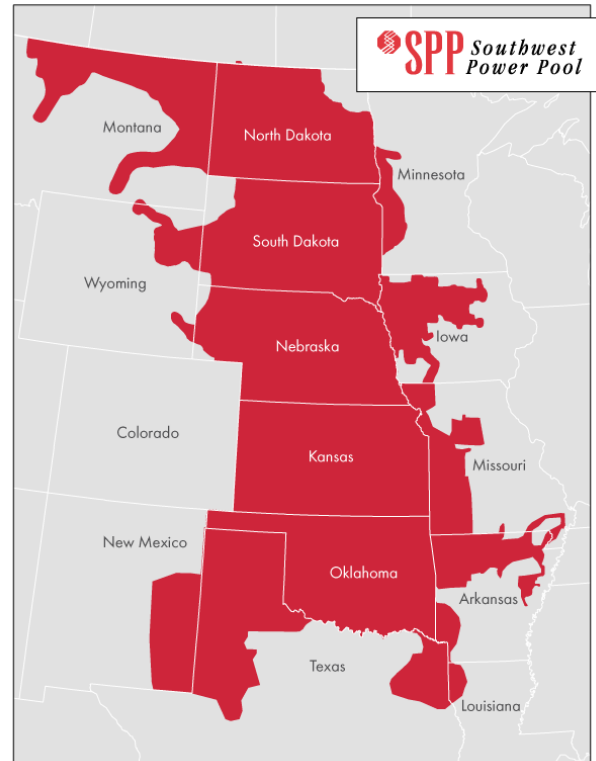 SPP Southwest
Power Pool
Montana
North Dakota
Minnesota
South Dakota
Wyoming
Nebraska
Iowa
Colorado
Kansas
Missouri
New Mexico
Oklahoma
Arkansas
Texas
Louisiana